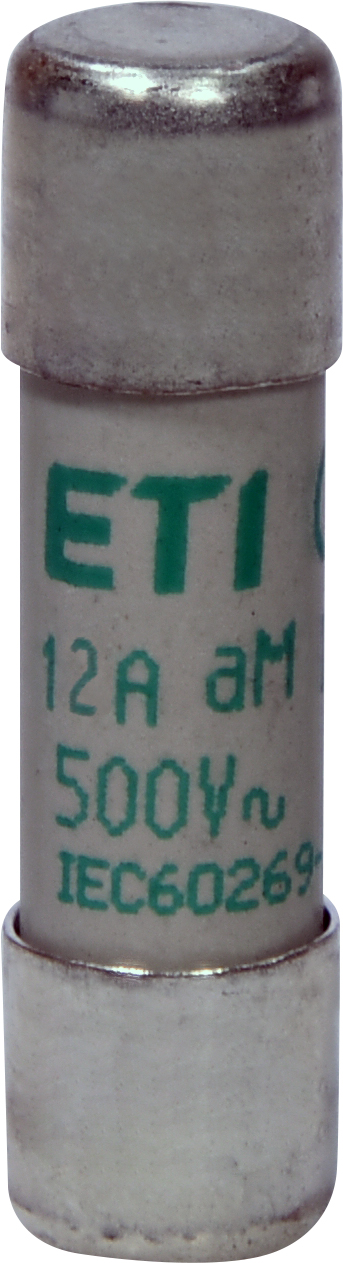 ETI
12A aM
500V~
IEC60269-